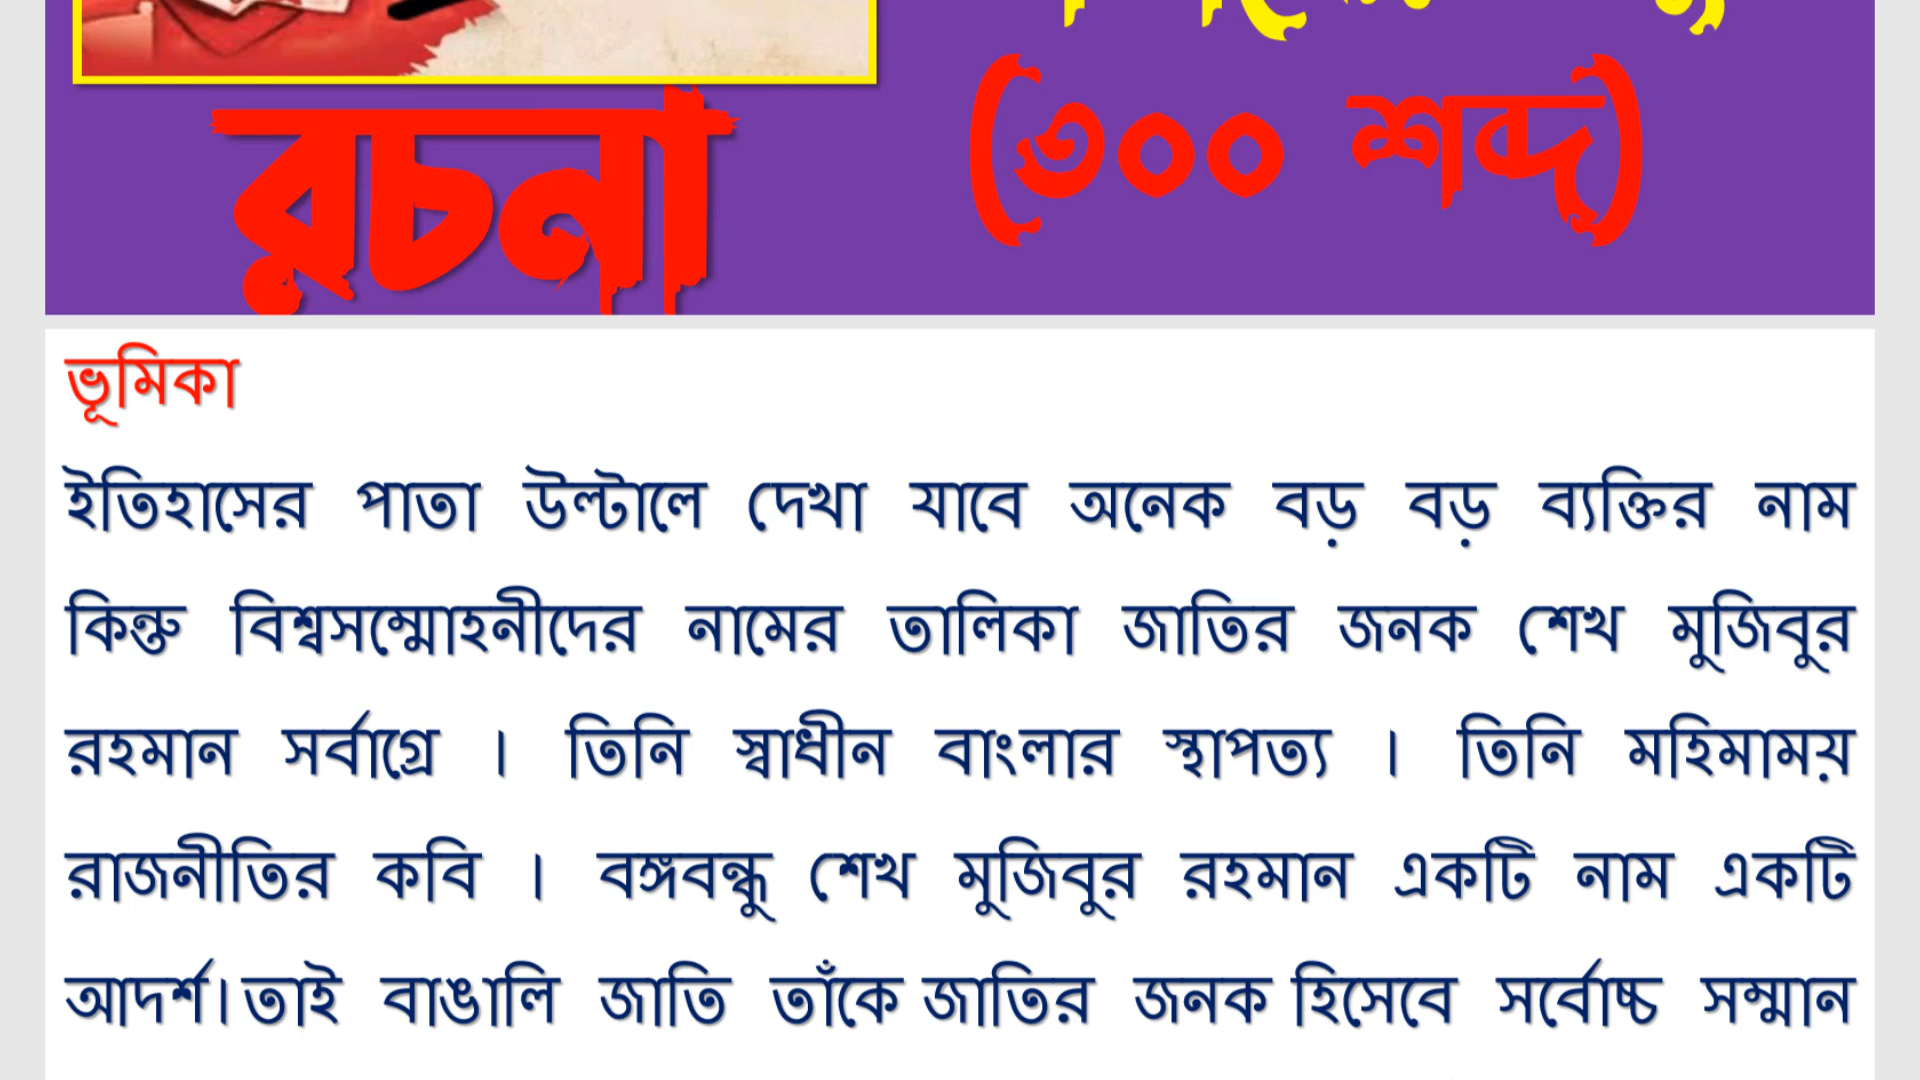 রচনা
(৩০০ শব্দ)
ভূমিকা
ইতিহাসের পাতা উল্টালে দেখা যাবে অনেক বড় বড় ব্যক্তির নাম
কিন্তু বিশ্বসম্মোহনীদের নামের তালিকা জাতির জনক শেখ মুজিবুর
রহমান সর্বাগ্রে । তিনি স্বাধীন বাংলার স্থাপত্য । তিনি মহিমাময়
রাজনীতির কবি । বঙ্গবন্ধু শেখ মুজিবুর রহমান একটি নাম একটি
আদর্শ। তাই বাঙালি জাতি তাঁকে জাতির জনক হিসেবে সর্বোচ্চ সম্মান